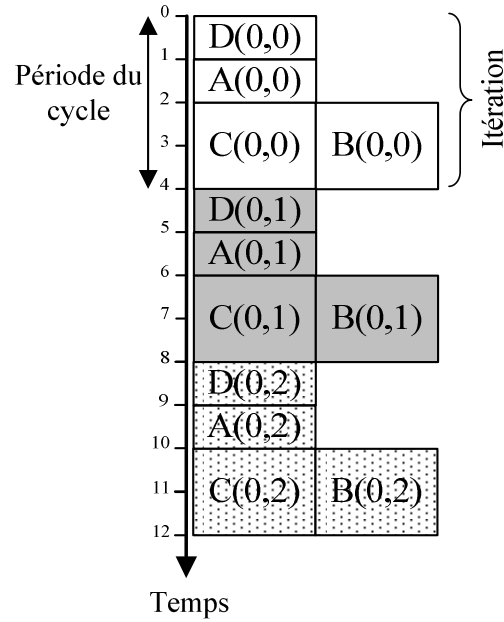 0
D(0,0)
1
A(0,0)
2
Période du
cycle
C(0,0) B(0,0)
3
Itération
4
D(0,1)
5
A(0,1)
6
C(0,1) B(0,1)
7
8
D(0,2)
9
A(0,2)
10
C(0,2) B(0,2)
11
12
Temps